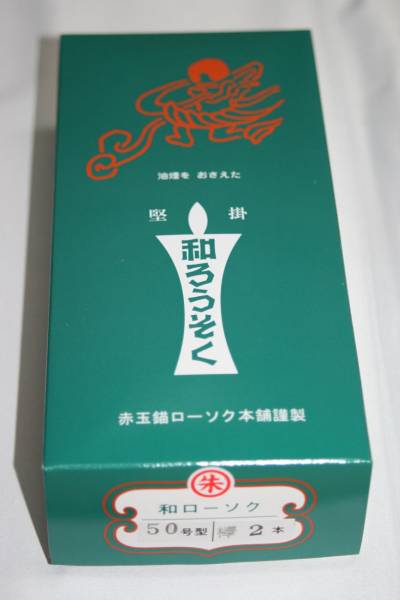 油煙を おさえた
堅掛
和ろうそく
赤玉錨ローソク本舗謹製
朱
和ローソク
50号型 棒 2本